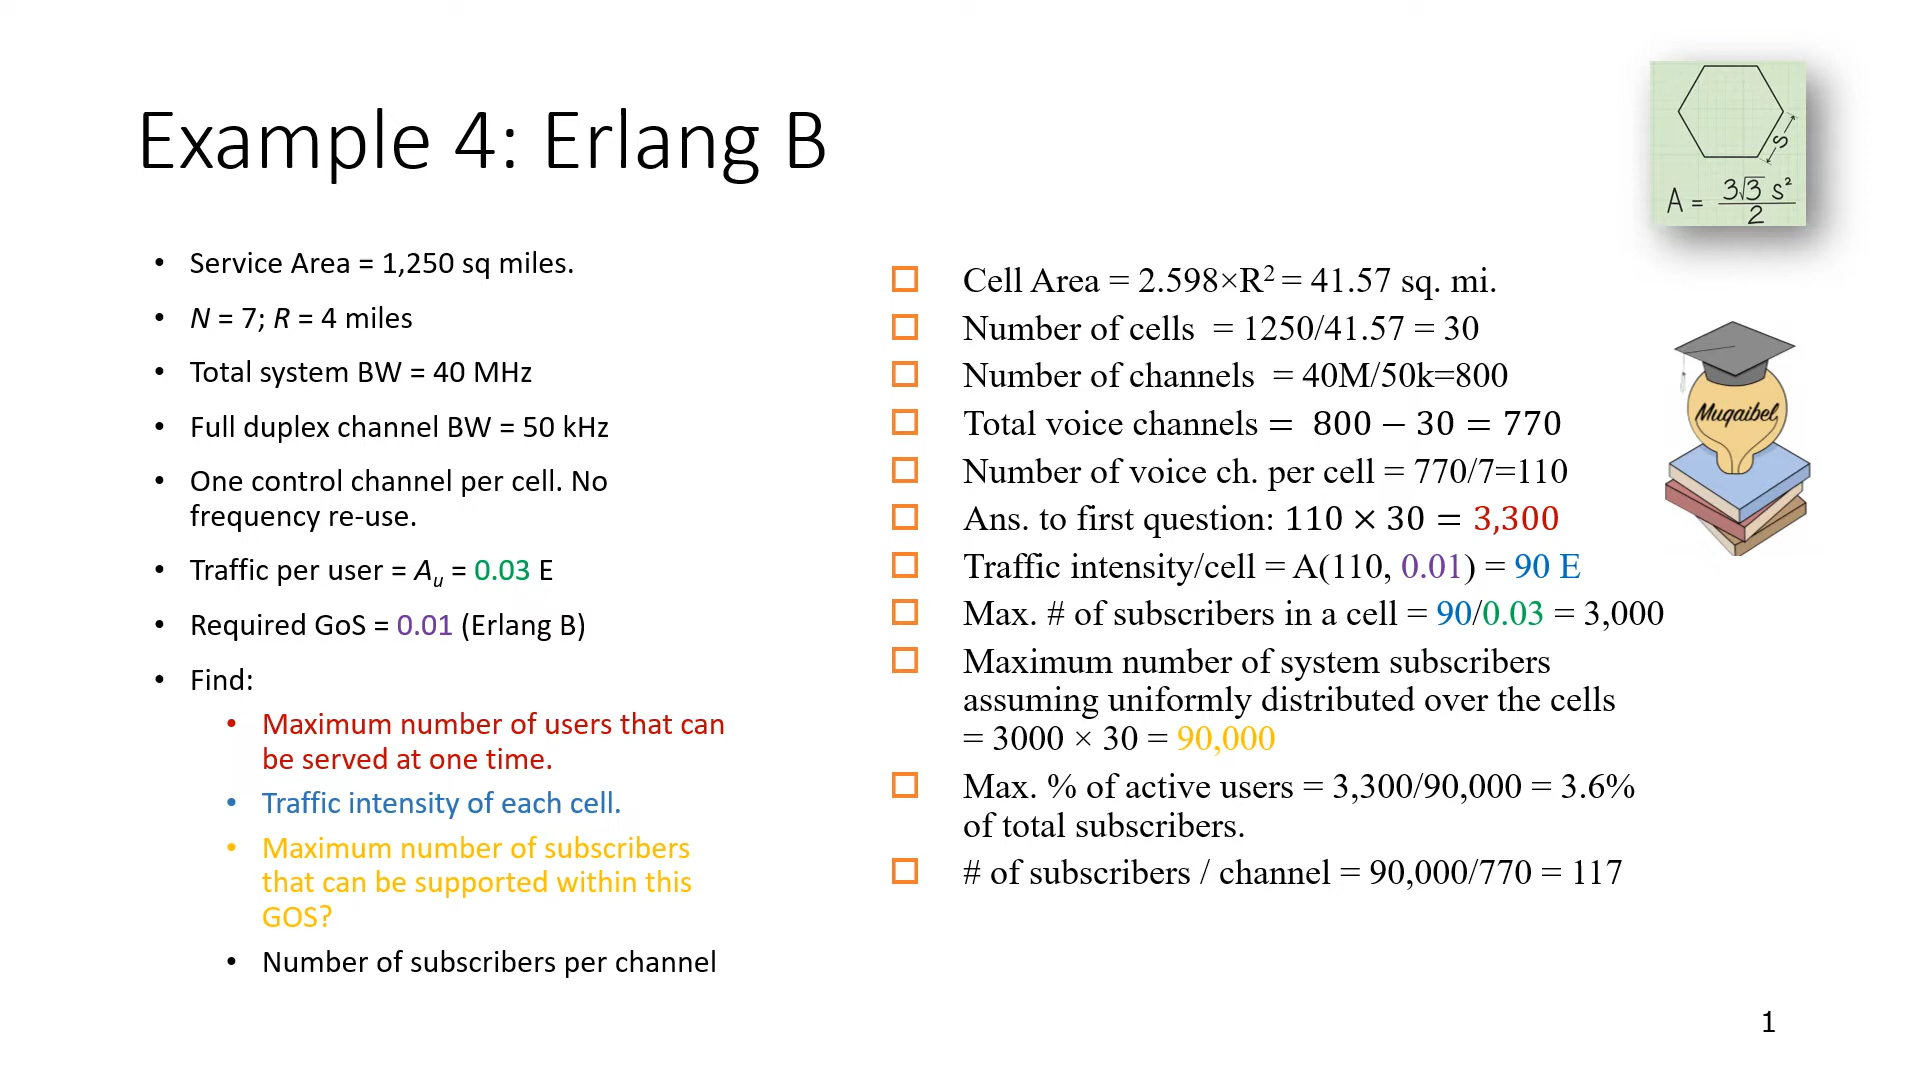 Example 4: Erlang B
• Service Area = 1,250 sq miles.
• N = 7; R = 4 miles
• Total system BW = 40 MHz
• Full duplex channel BW = 50 kHz
• One control channel per cell. No
frequency re-use.
• Traffic per user = Aᵤ = 0.03 E
• Required GoS = 0.01 (Erlang B)
• Find:
• Maximum number of users that can
be served at one time.
• Traffic intensity of each cell.
• Maximum number of subscribers
that can be supported within this
GOS?
• Number of subscribers per channel
Cell Area = 2.598×R² = 41.57 sq. mi.
Number of cells = 1250/41.57 = 30
Number of channels = 40M/50k=800
Total voice channels = 800 − 30 = 770
Number of voice ch. per cell = 770/7=110
Ans. to first question: 110 × 30 = 3,300
Traffic intensity/cell = A(110, 0.01) = 90 E
Max. # of subscribers in a cell = 90/0.03 = 3,000
Maximum number of system subscribers
assuming uniformly distributed over the cells
= 3000 × 30 = 90,000
Max. % of active users = 3,300/90,000 = 3.6%
of total subscribers.
# of subscribers / channel = 90,000/770 = 117
S
A = 3√3 s² / 2
Muqaibel
1